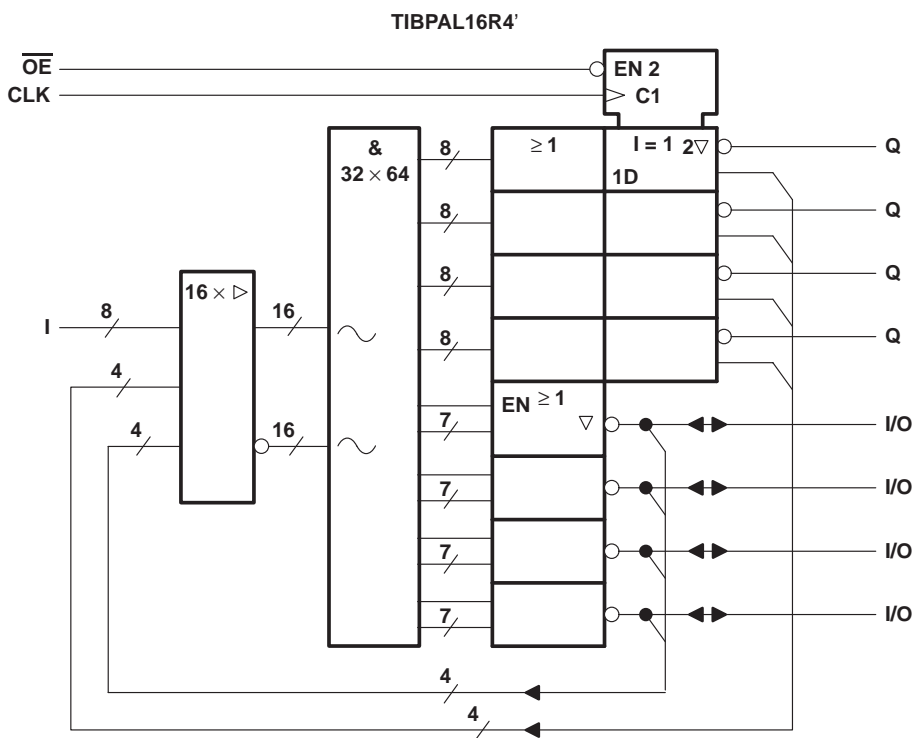 TIBPAL16R4’
OE
EN 2
CLK
C1
&
32 × 64
8
≥ 1
I = 1 2▽
1D
Q
8
Q
8
Q
16 × ▷
I
8
16
8
Q
4
EN ≥ 1
▽
7
I/O
4
16
7
I/O
7
I/O
7
I/O
4
4